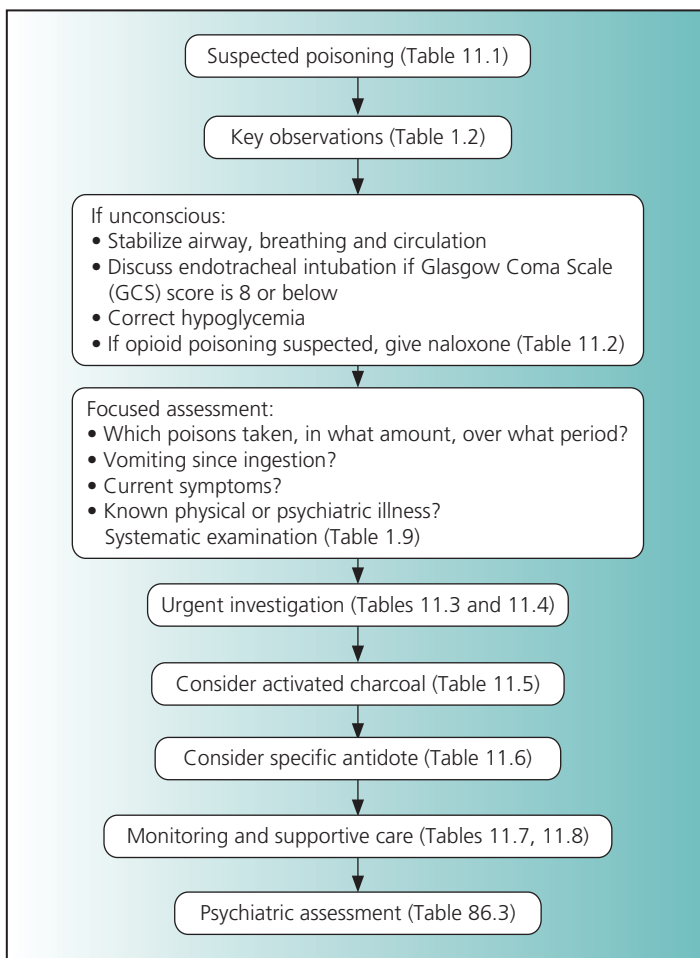 Suspected poisoning (Table 11.1)
Key observations (Table 1.2)
If unconscious:
• Stabilize airway, breathing and circulation
• Discuss endotracheal intubation if Glasgow Coma Scale
(GCS) score is 8 or below
• Correct hypoglycemia
• If opioid poisoning suspected, give naloxone (Table 11.2)
Focused assessment:
• Which poisons taken, in what amount, over what period?
• Vomiting since ingestion?
• Current symptoms?
• Known physical or psychiatric illness?
Systematic examination (Table 1.9)
Urgent investigation (Tables 11.3 and 11.4)
Consider activated charcoal (Table 11.5)
Consider specific antidote (Table 11.6)
Monitoring and supportive care (Tables 11.7, 11.8)
Psychiatric assessment (Table 86.3)